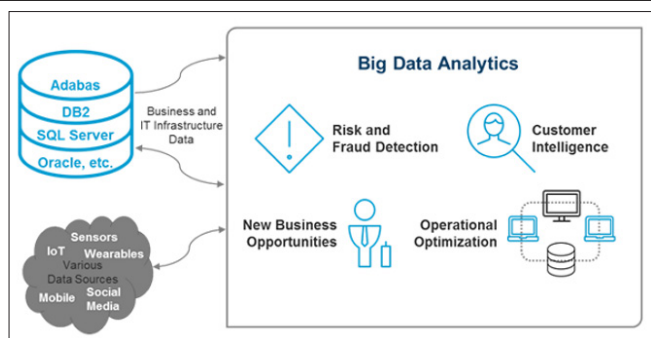 Big Data Analytics
Adabas
DB2
SQL Server
Oracle, etc.
Business and
IT Infrastructure
Data
Risk and
Fraud Detection
Customer
Intelligence
New Business
Opportunities
Operational
Optimization
Sensors
IoT
Wearables
Various
Data Sources
Mobile
Social
Media